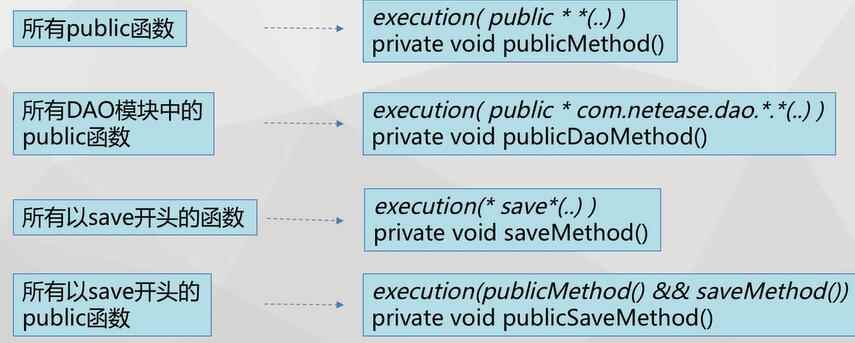 所有public函数
execution( public * *(..) )
private void publicMethod()
所有DAO模块中的
public函数
execution( public * com.netease.dao.*.*(..) )
private void publicDaoMethod()
所有以save开头的函数
execution(* save*(..) )
private void saveMethod()
所有以save开头的
public函数
execution(publicMethod() && saveMethod())
private void publicSaveMethod()